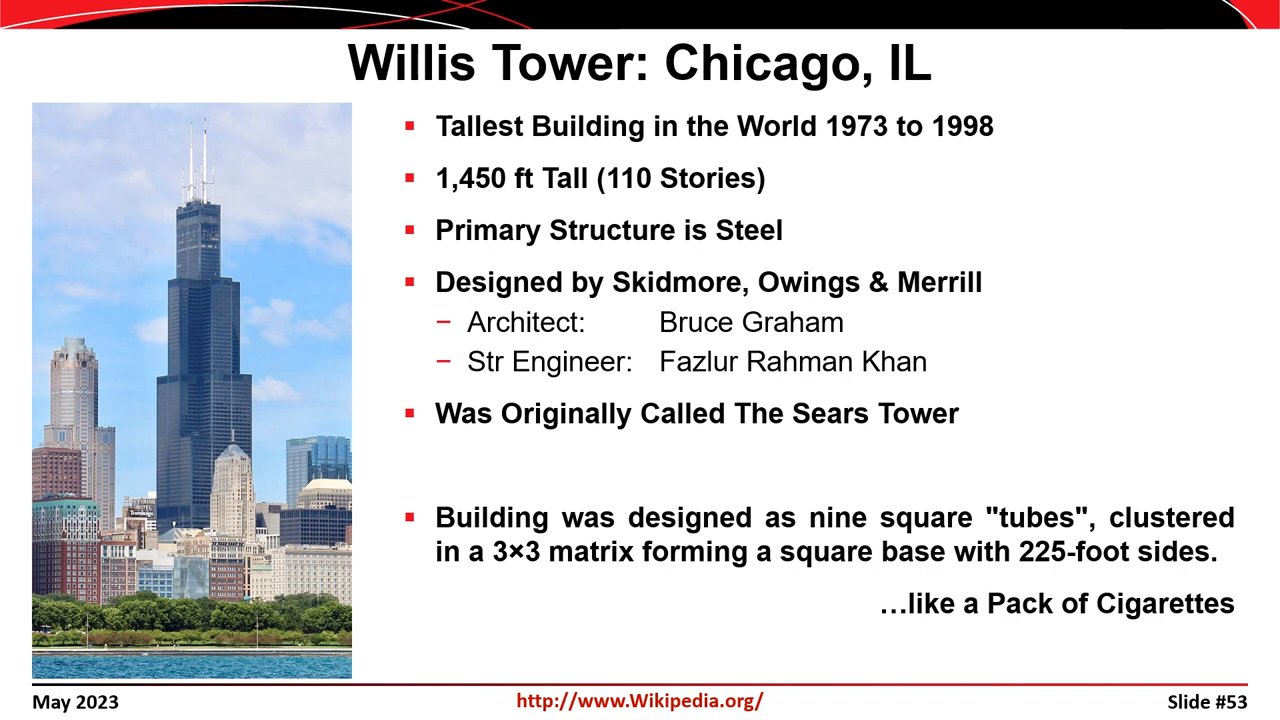 Willis Tower: Chicago, IL
▪ Tallest Building in the World 1973 to 1998
▪ 1,450 ft Tall (110 Stories)
▪ Primary Structure is Steel
▪ Designed by Skidmore, Owings & Merrill
− Architect: Bruce Graham
− Str Engineer: Fazlur Rahman Khan
▪ Was Originally Called The Sears Tower
▪ Building was designed as nine square "tubes", clustered
in a 3×3 matrix forming a square base with 225-foot sides.
…like a Pack of Cigarettes
May 2023
http://www.Wikipedia.org/
Slide #53